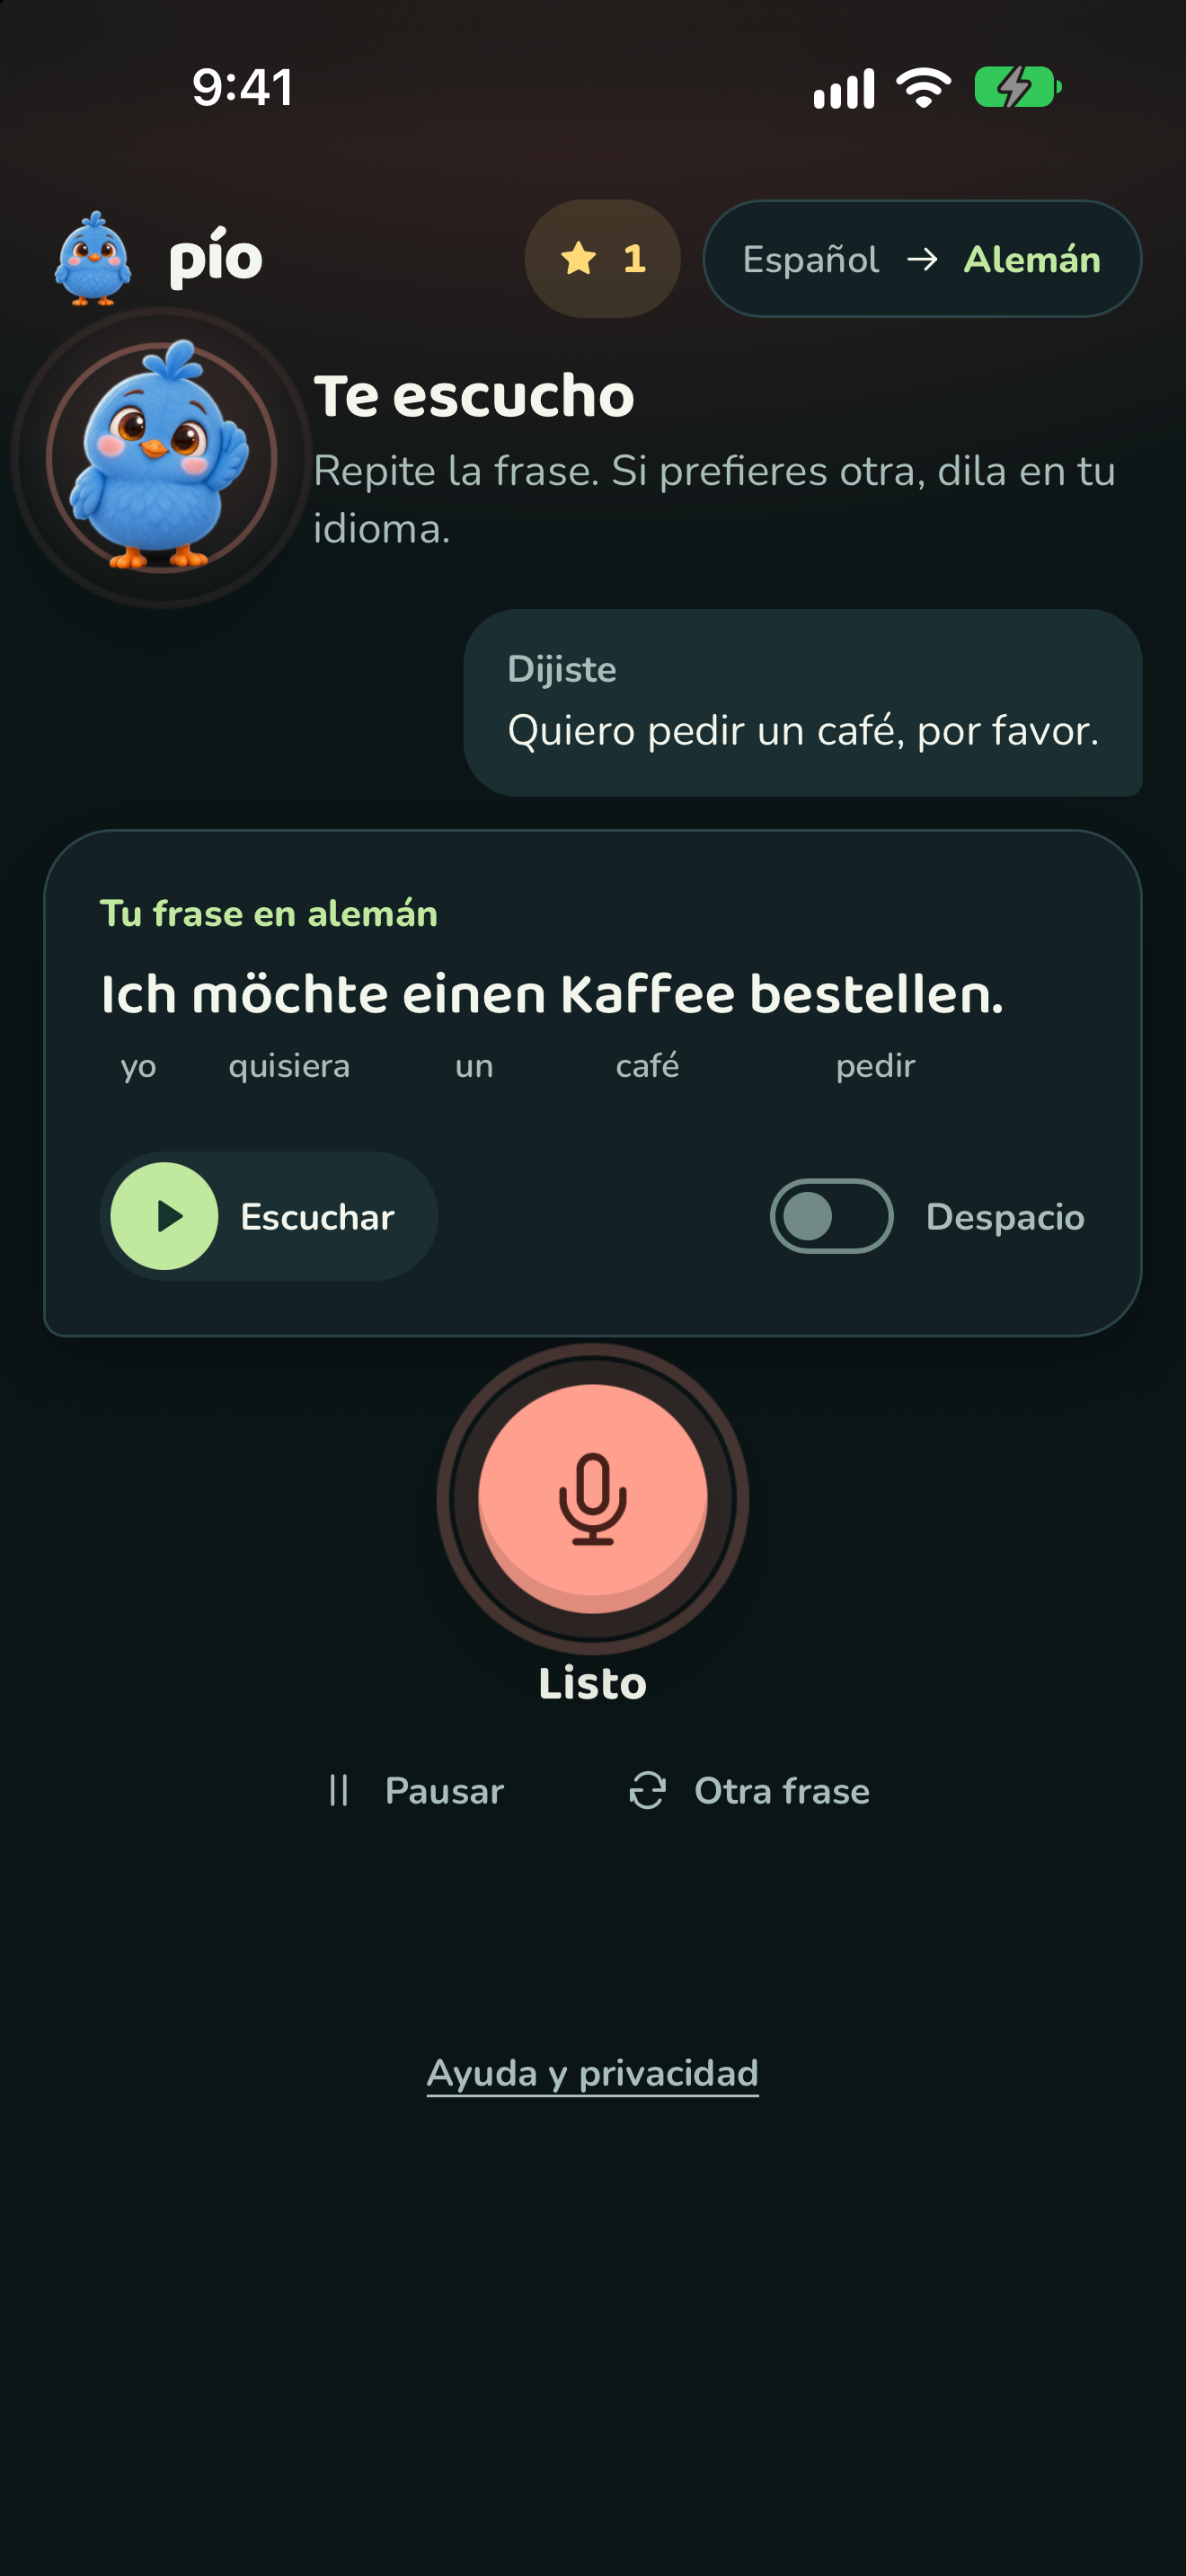 9:41
pío
1
Español → Alemán
Te escucho
Repite la frase. Si prefieres otra, dila en tu
idioma.
Dijiste
Quiero pedir un café, por favor.
Tu frase en alemán
Ich möchte einen Kaffee bestellen.
yo quisiera un café pedir
Escuchar
Despacio
Listo
Pausar
Otra frase
Ayuda y privacidad